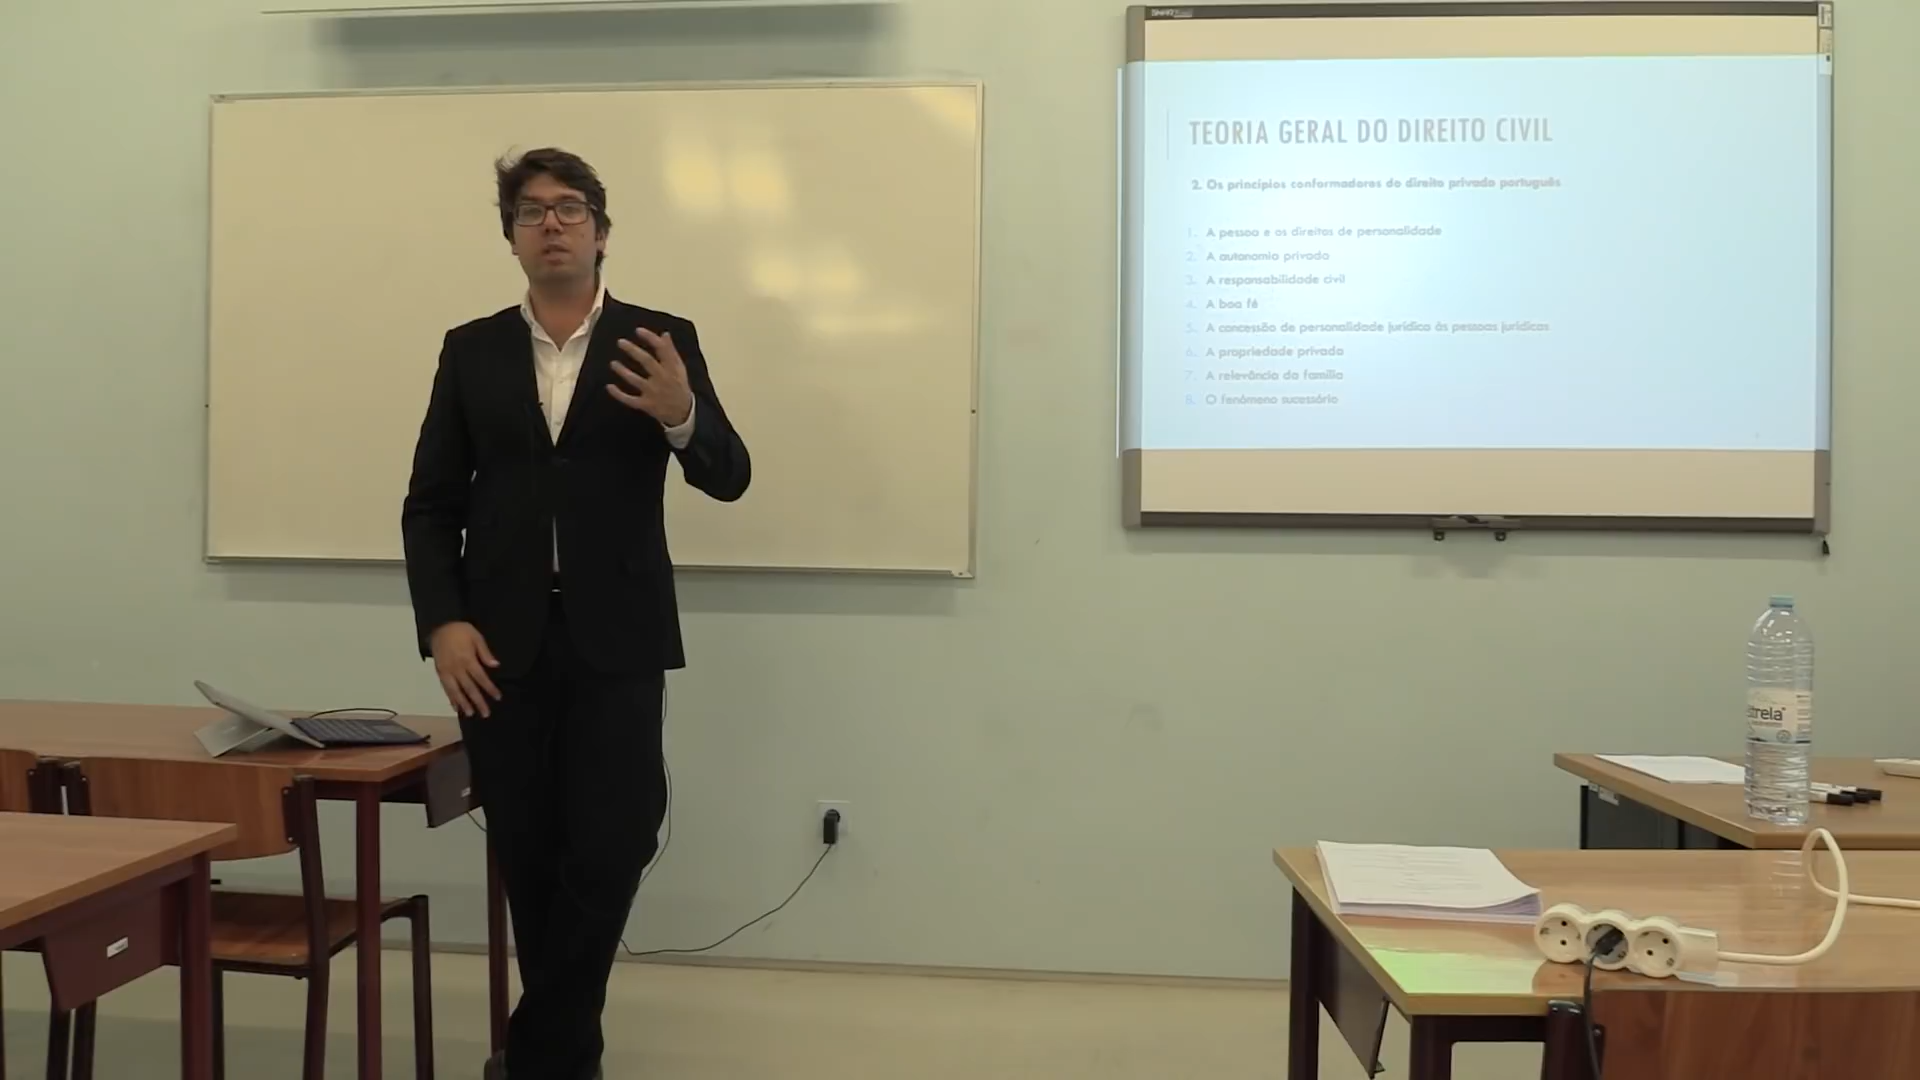 SMART
TEORIA GERAL DO DIREITO CIVIL
2. Os princípios conformadores do direito privado português
1. A pessoa e os direitos de personalidade
2. A autonomia privada
3. A responsabilidade civil
4. A boa fé
5. A concessão de personalidade jurídica às pessoas jurídicas
6. A propriedade privada
7. A relevância da família
8. O fenómeno sucessório
strela